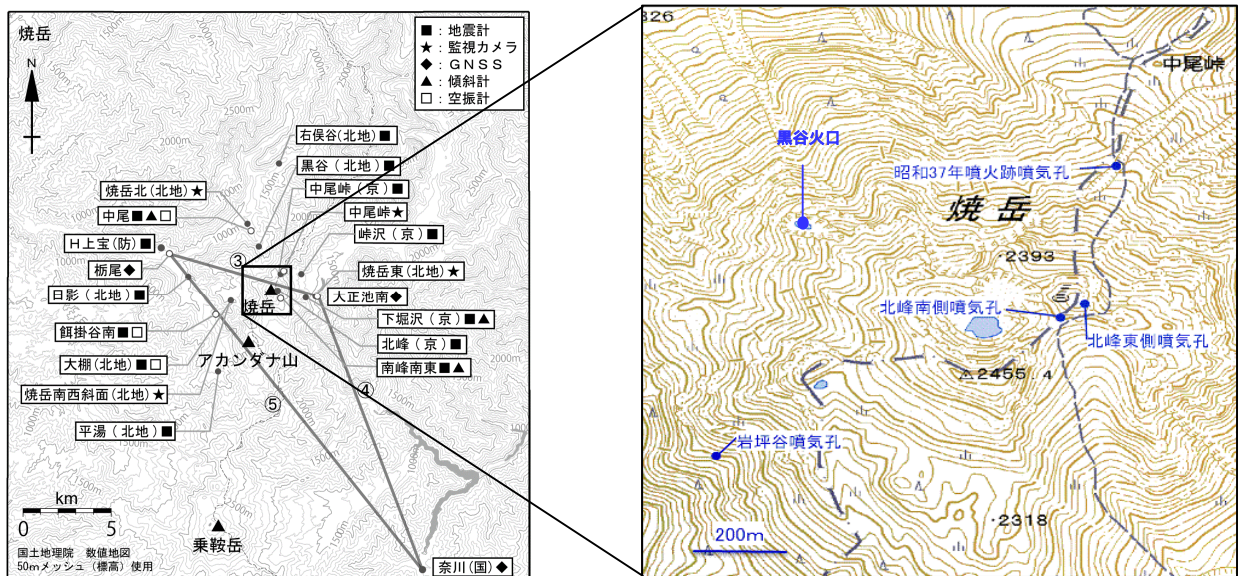 焼岳
N
■:地震計
★:監視カメラ
◆:GNSS
▲:傾斜計
□:空振計
右俣谷(北地)■
黒谷(北地)■
焼岳北(北地)★
中尾峠(京)■
中尾■▲□
中尾峠★
H上宝(防)■
峠沢(京)■
③
栃尾◆
焼岳東(北地)★
日影(北地)■
焼岳
大正池南◆
餌掛谷南■□
下堀沢(京)■▲
アカンダナ山
北峰(京)■
大棚(北地)■□
南峰南東■▲
焼岳南西斜面(北地)★
④
⑤
平湯(北地)■
km
0 5
乗鞍岳
国土地理院 数値地図
50mメッシュ(標高)使用
奈川(国)◆
2500m
2000m
1500m
1000m
826
中尾峠
黒谷火口
昭和37年噴火跡噴気孔
焼岳
・2393
北峰南側噴気孔
北峰東側噴気孔
2455.4
岩坪谷噴気孔
・2318
200m